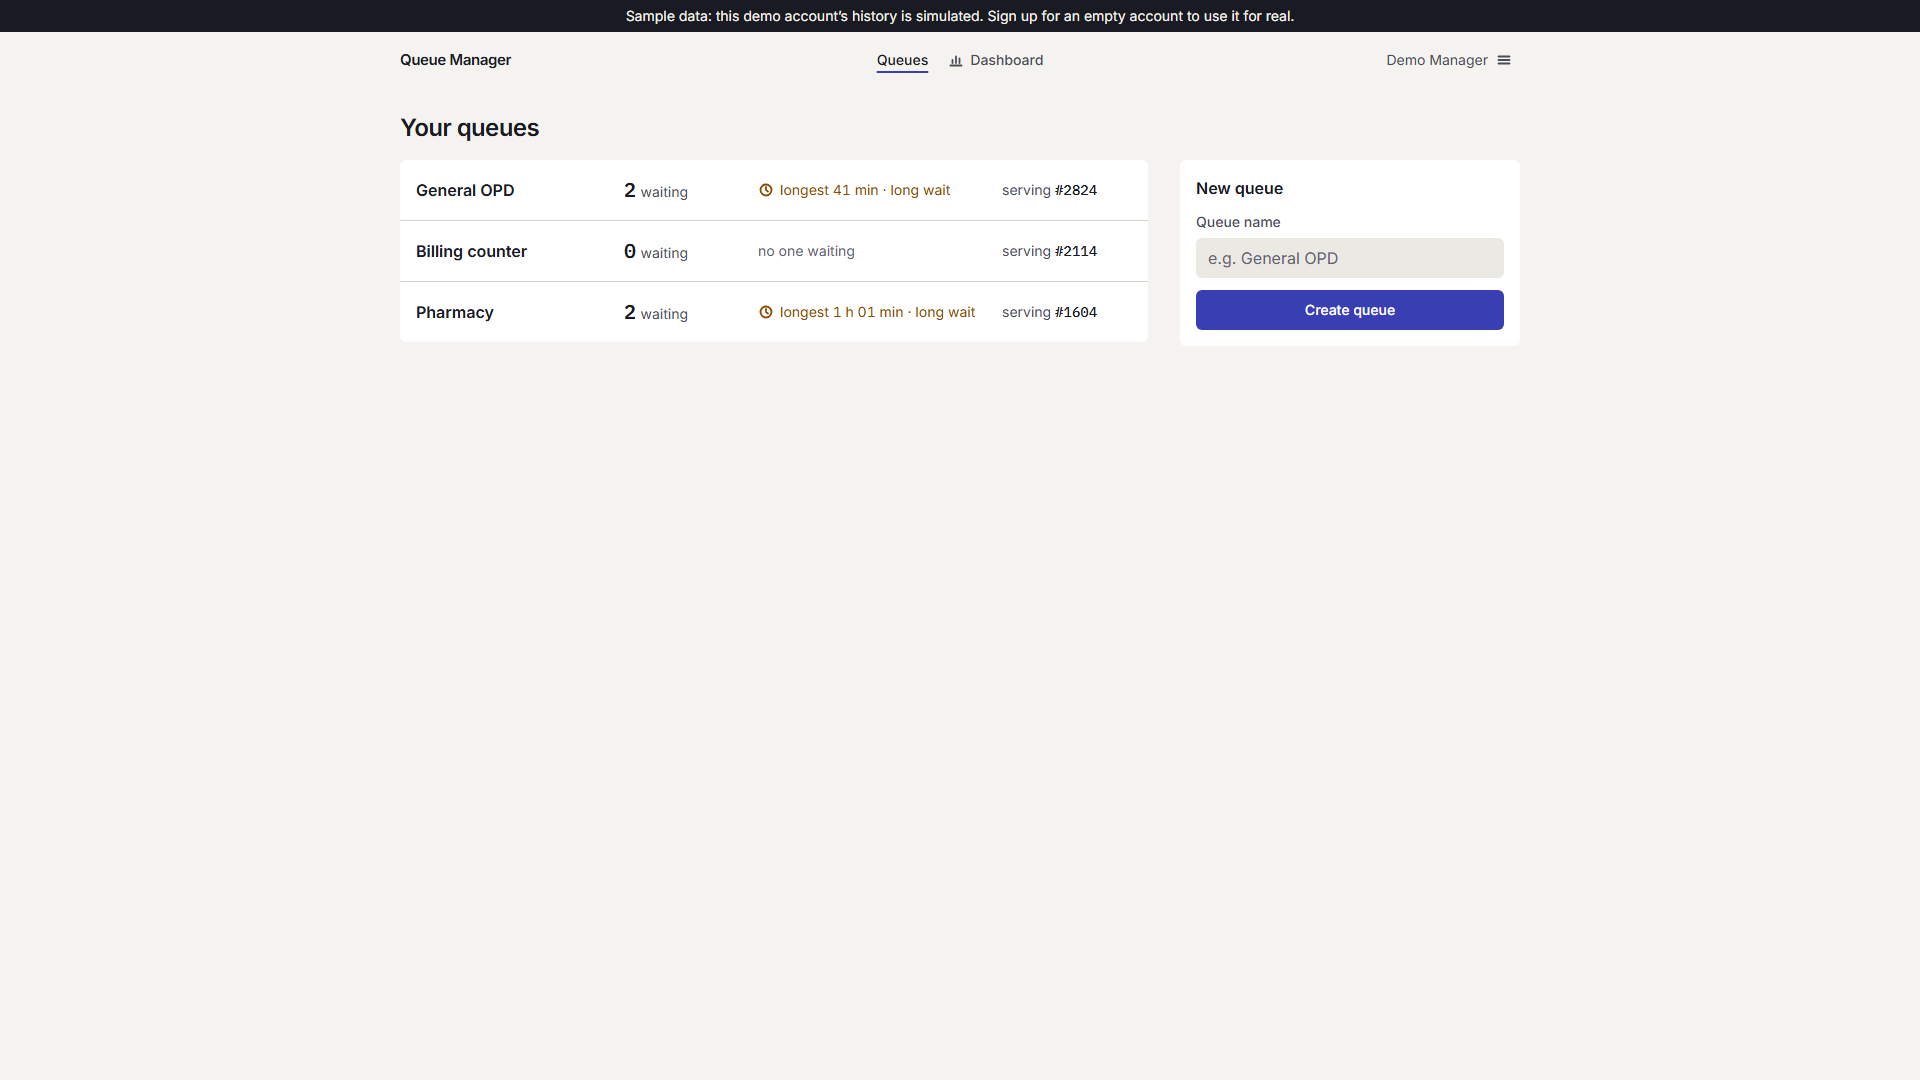 Sample data: this demo account's history is simulated. Sign up for an empty account to use it for real.
Queue Manager
Queues
Dashboard
Demo Manager
Your queues
General OPD 2 waiting longest 41 min · long wait serving #2824
Billing counter 0 waiting no one waiting serving #2114
Pharmacy 2 waiting longest 1 h 01 min · long wait serving #1604
New queue
Queue name
e.g. General OPD
Create queue